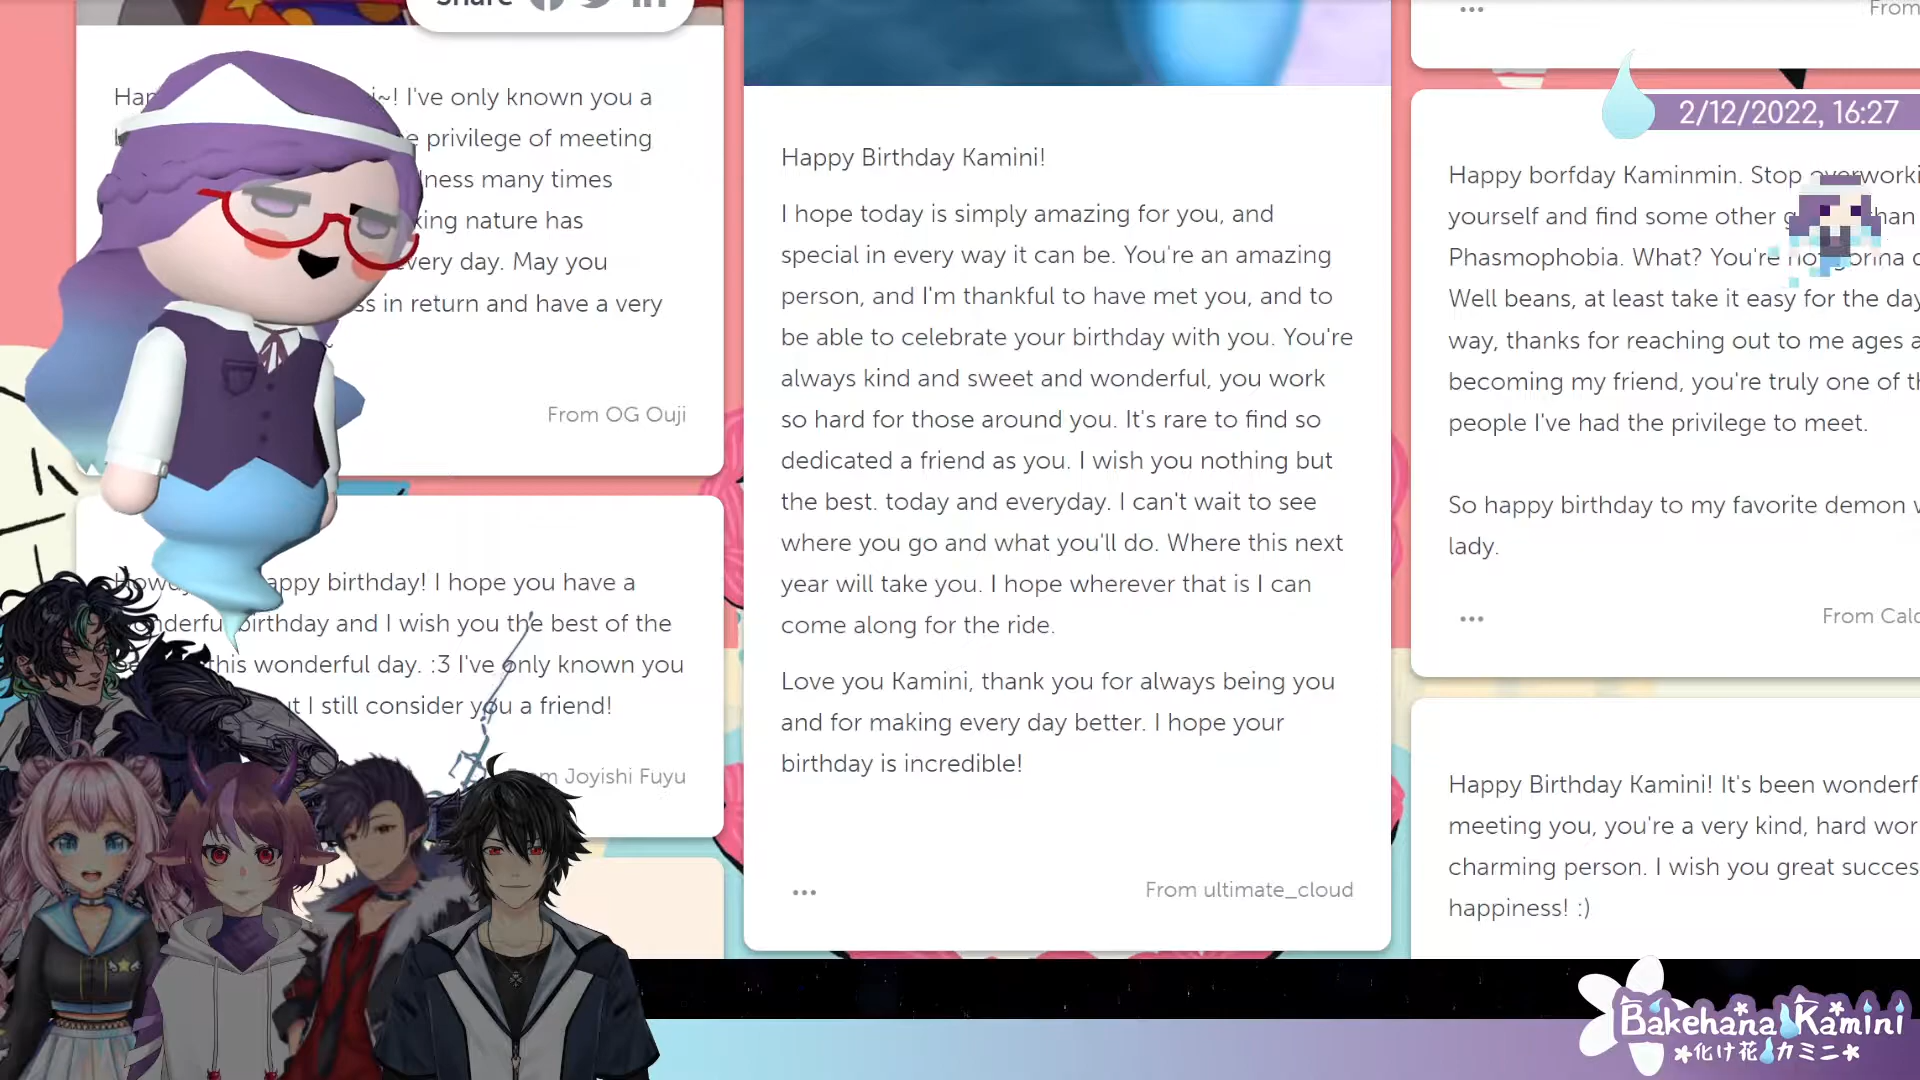 Share
i~! I've only known you a
privilege of meeting
many times
nature has
every day. May you
in return and have a very
From OG Ouji
appy birthday! I hope you have a
birthday and I wish you the best of the
this wonderful day. :3 I've only known you
I still consider you a friend!
From Joyishi Fuyu
Happy Birthday Kamini!
I hope today is simply amazing for you, and
special in every way it can be. You're an amazing
person, and I'm thankful to have met you, and to
be able to celebrate your birthday with you. You're
always kind and sweet and wonderful, you work
so hard for those around you. It's rare to find so
dedicated a friend as you. I wish you nothing but
the best. today and everyday. I can't wait to see
where you go and what you'll do. Where this next
year will take you. I hope wherever that is I can
come along for the ride.
Love you Kamini, thank you for always being you
and for making every day better. I hope your
birthday is incredible!
From ultimate_cloud
From
2/12/2022, 16:27
Happy borfday Kaminmin. Stop overworki
yourself and find some other
Phasmophobia. What? You're not gonna
Well beans, at least take it easy for the day
way, thanks for reaching out to me ages
becoming my friend, you're truly one of
people I've had the privilege to meet.
So happy birthday to my favorite demon
lady.
From
Happy Birthday Kamini! It's been wonderf
meeting you, you're a very kind, hard wor
charming person. I wish you great succes
happiness! :)
Bakehana Kamini
化け花カミニ